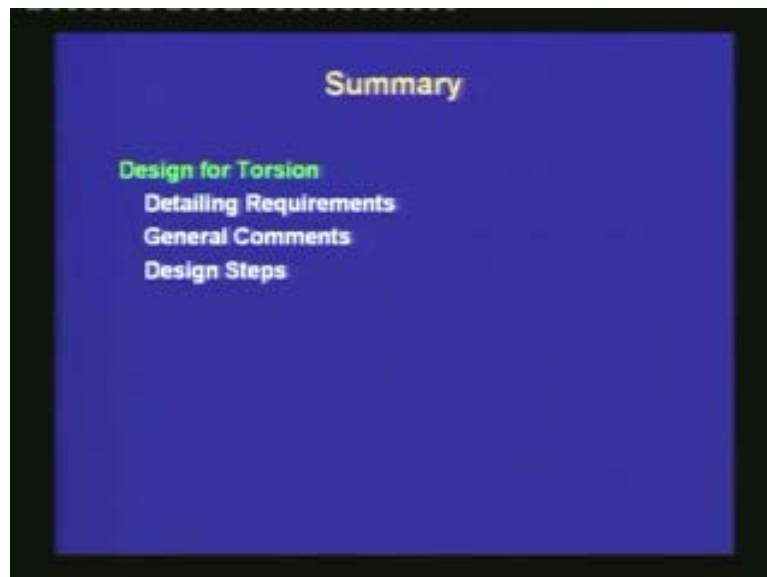 Summary
Design for Torsion
Detailing Requirements
General Comments
Design Steps